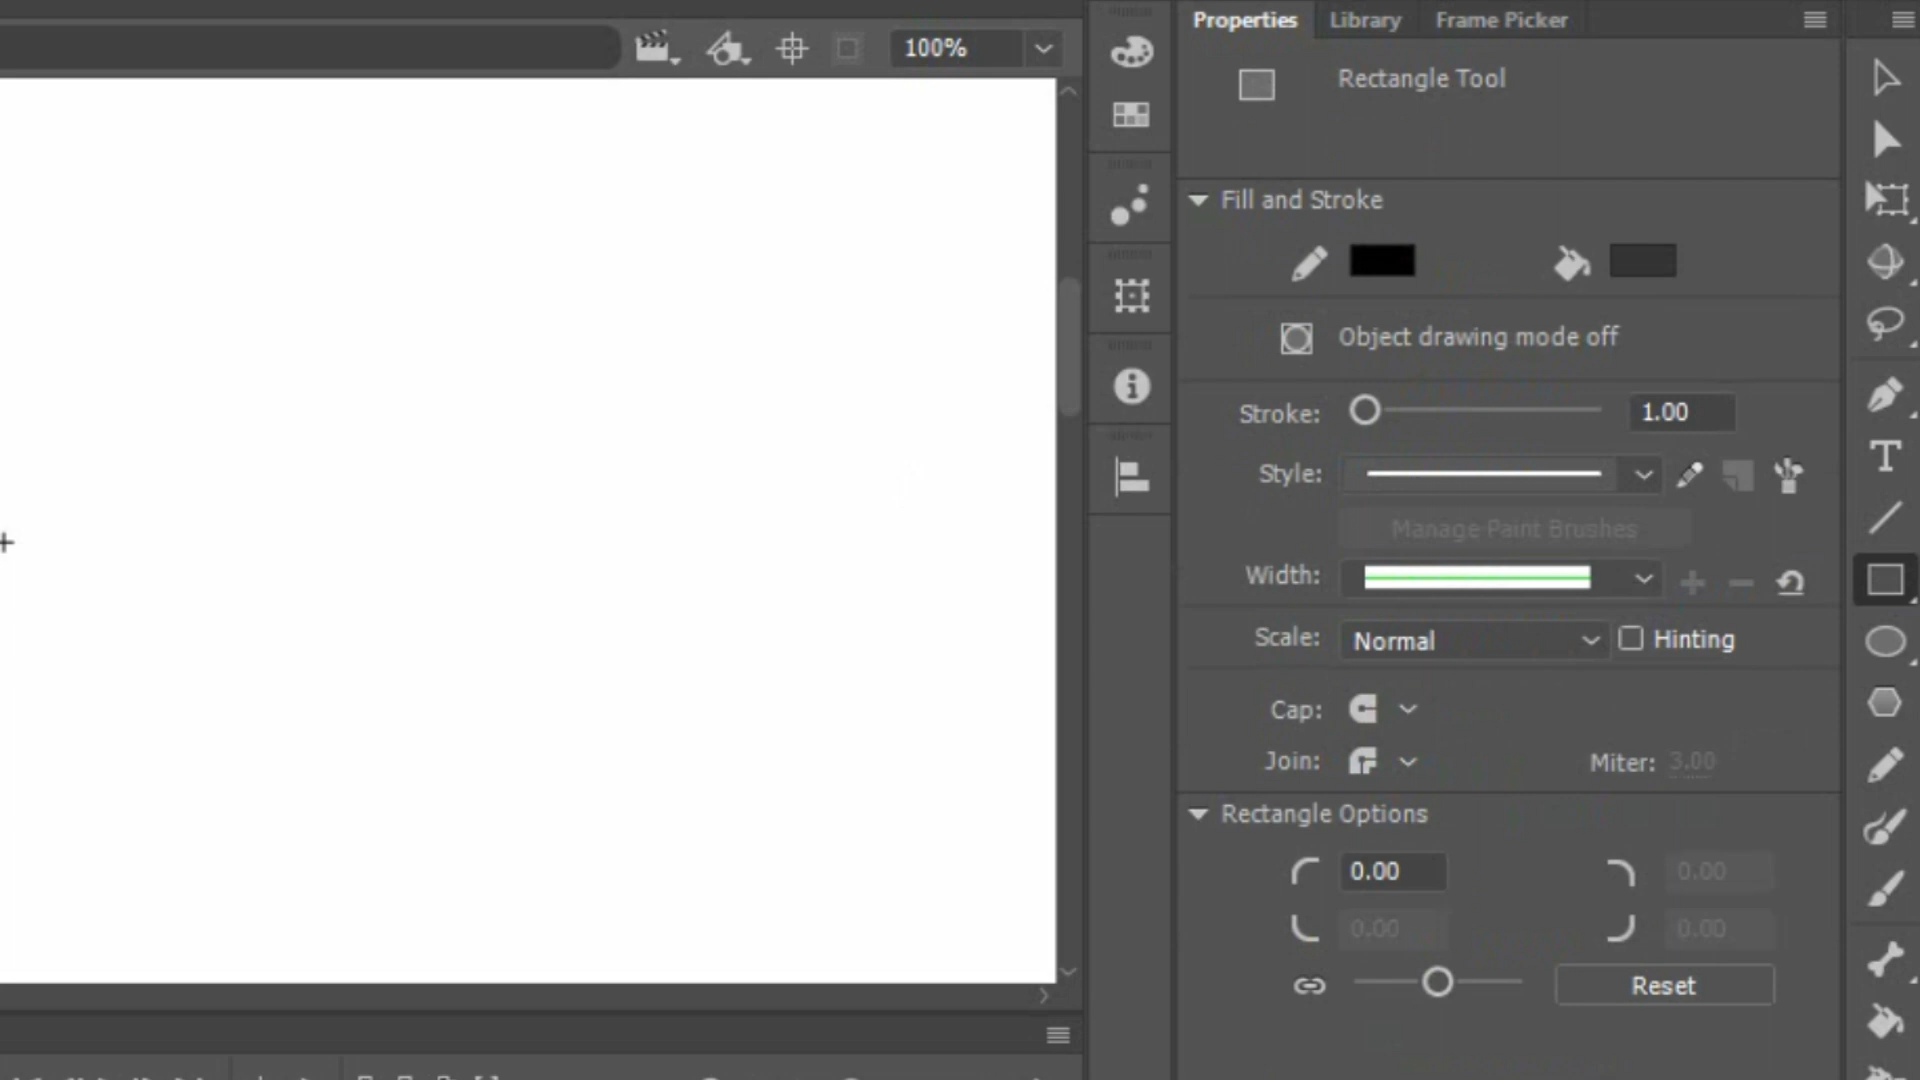 100%
Properties
Library
Frame Picker
Rectangle Tool
Fill and Stroke
Object drawing mode off
Stroke:
1.00
Style:
Manage Paint Brushes
Width:
Scale:
Normal
Hinting
Cap:
Join:
Miter:
3.00
Rectangle Options
0.00
0.00
0.00
0.00
Reset